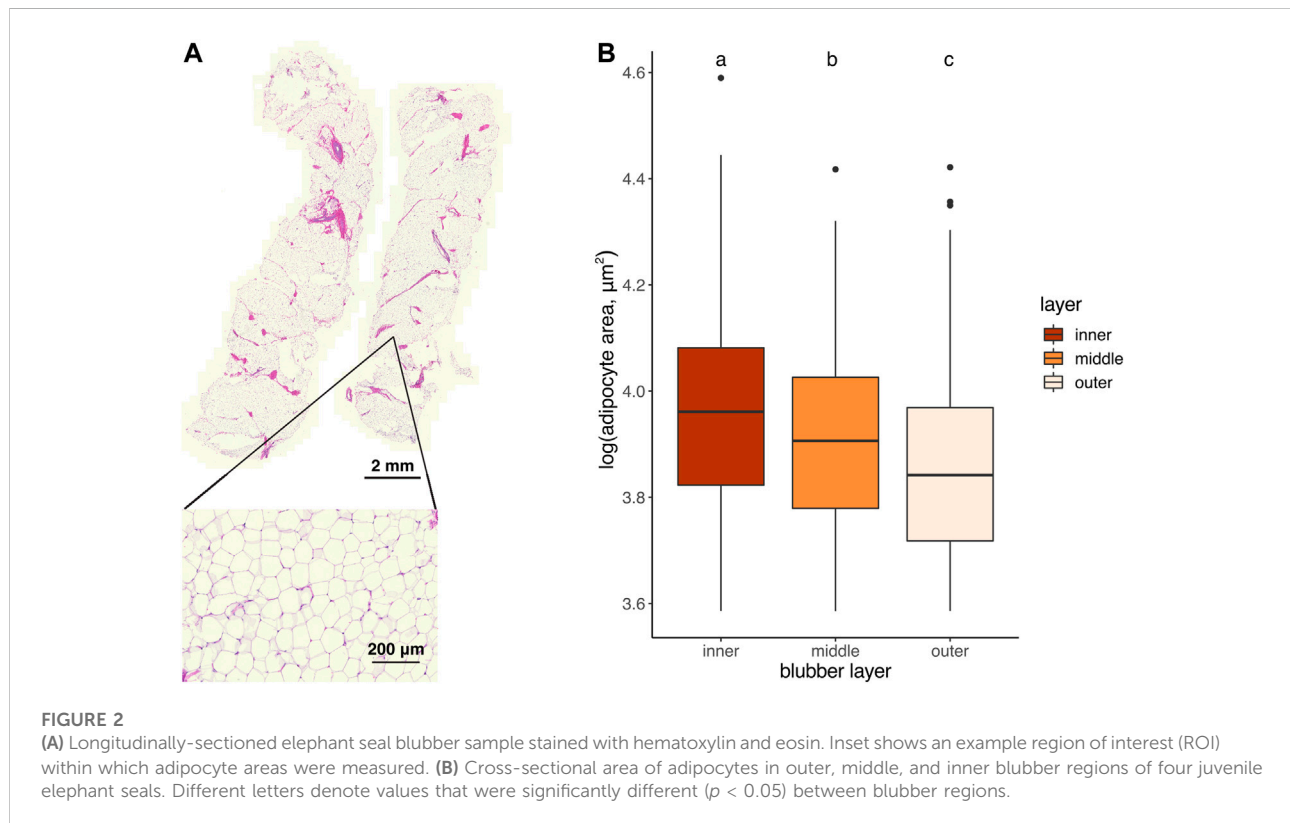 A
2 mm
200 µm
B
a b c
4.6
4.4
4.2
4.0
3.8
3.6
log(adipocyte area, µm²)
inner middle outer
blubber layer
layer
inner
middle
outer
FIGURE 2
(A) Longitudinally-sectioned elephant seal blubber sample stained with hematoxylin and eosin. Inset shows an example region of interest (ROI)
within which adipocyte areas were measured. (B) Cross-sectional area of adipocytes in outer, middle, and inner blubber regions of four juvenile
elephant seals. Different letters denote values that were significantly different (p < 0.05) between blubber regions.